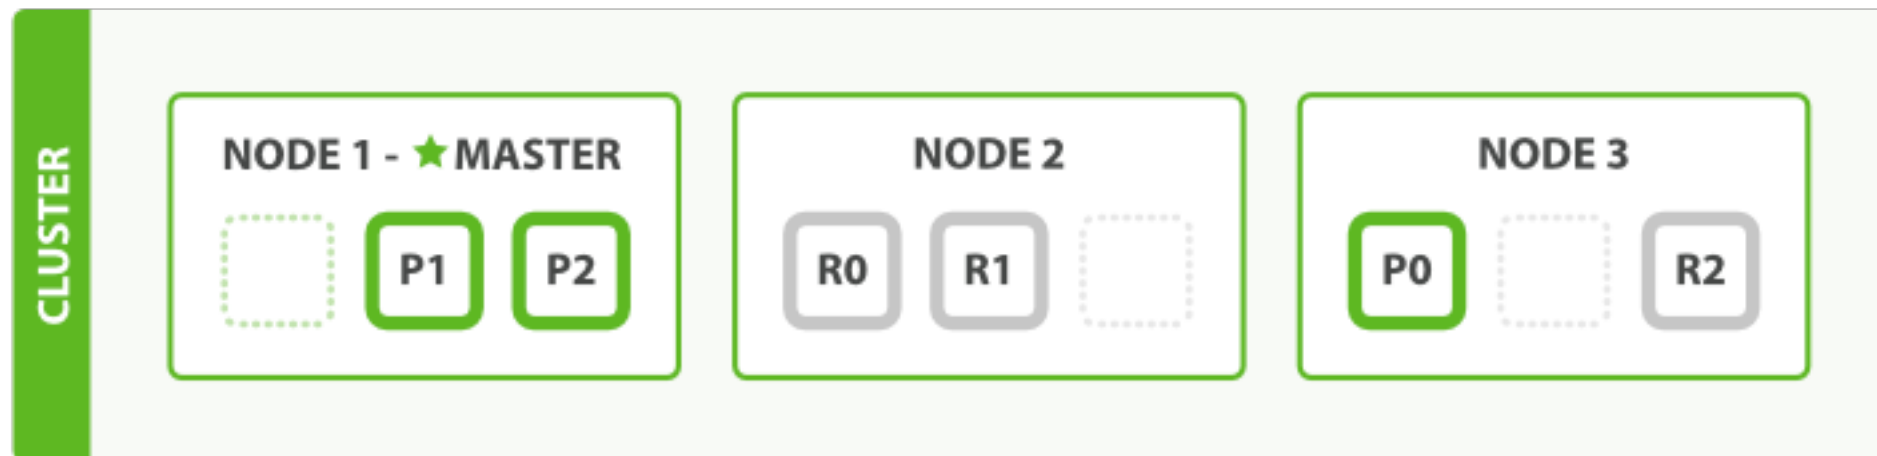 CLUSTER
NODE 1 - ★MASTER
P1
P2
NODE 2
R0
R1
NODE 3
P0
R2